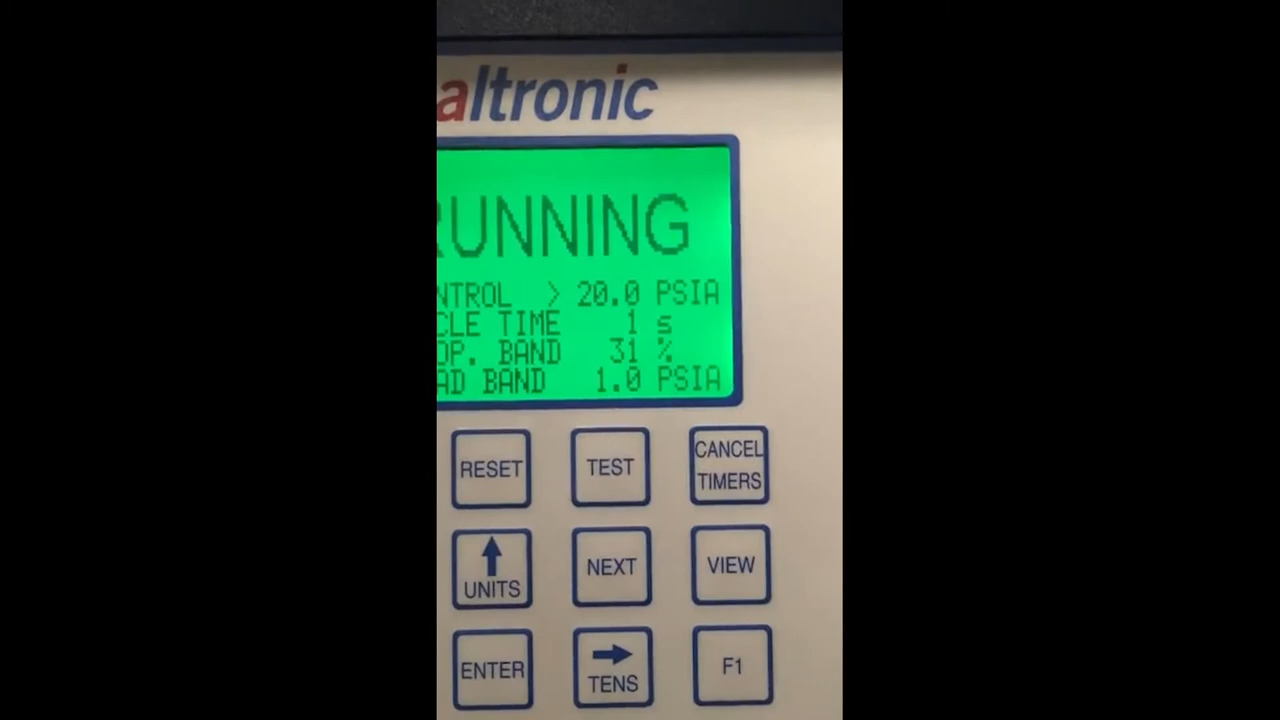 altronic
RUNNING
NTROL > 20.0 PSIA
CLE TIME 1 s
OP. BAND 31 %
AD BAND 1.0 PSIA
RESET TEST CANCEL TIMERS
UNITS NEXT VIEW
ENTER TENS F1